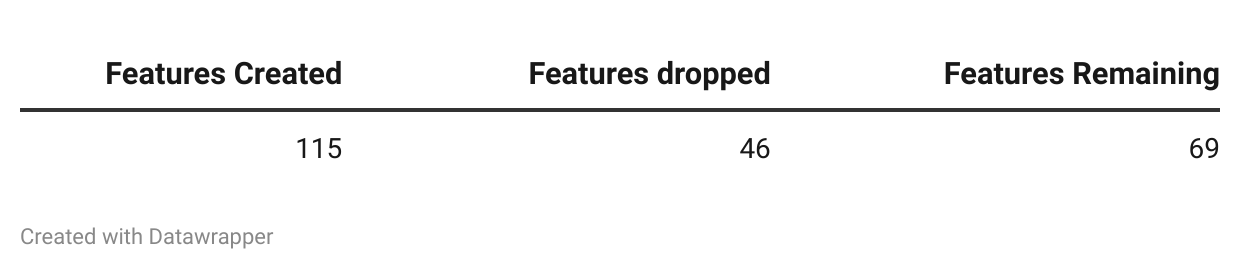 Features Created Features dropped Features Remaining
115 46 69
Created with Datawrapper